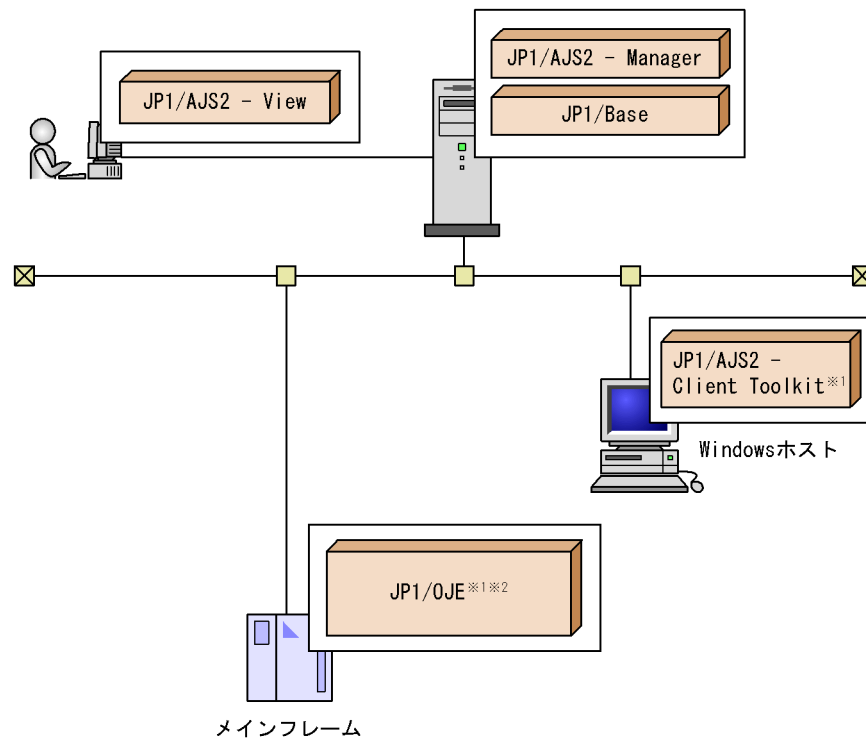 JP1/AJS2 - Manager
JP1/AJS2 - View
JP1/Base
JP1/AJS2 -
Client Toolkit※1
Windowsホスト
JP1/OJE※1※2
メインフレーム